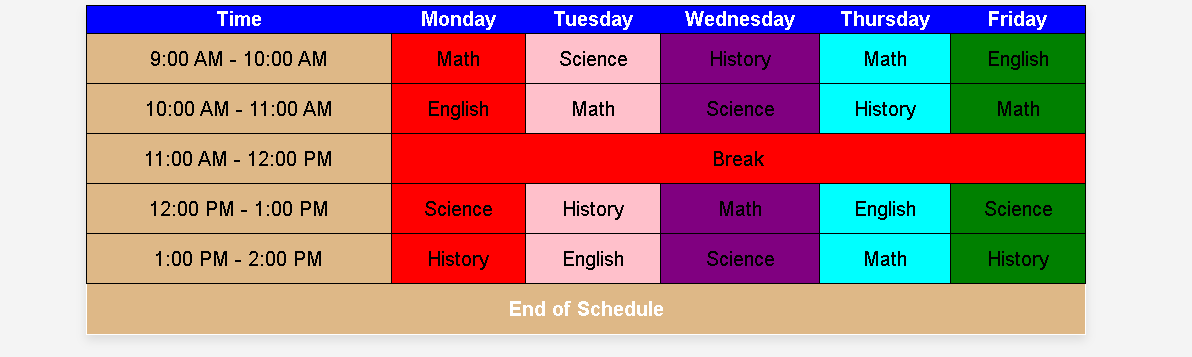 Time Monday Tuesday Wednesday Thursday Friday
9:00 AM - 10:00 AM Math Science History Math English
10:00 AM - 11:00 AM English Math Science History Math
11:00 AM - 12:00 PM Break
12:00 PM - 1:00 PM Science History Math English Science
1:00 PM - 2:00 PM History English Science Math History
End of Schedule